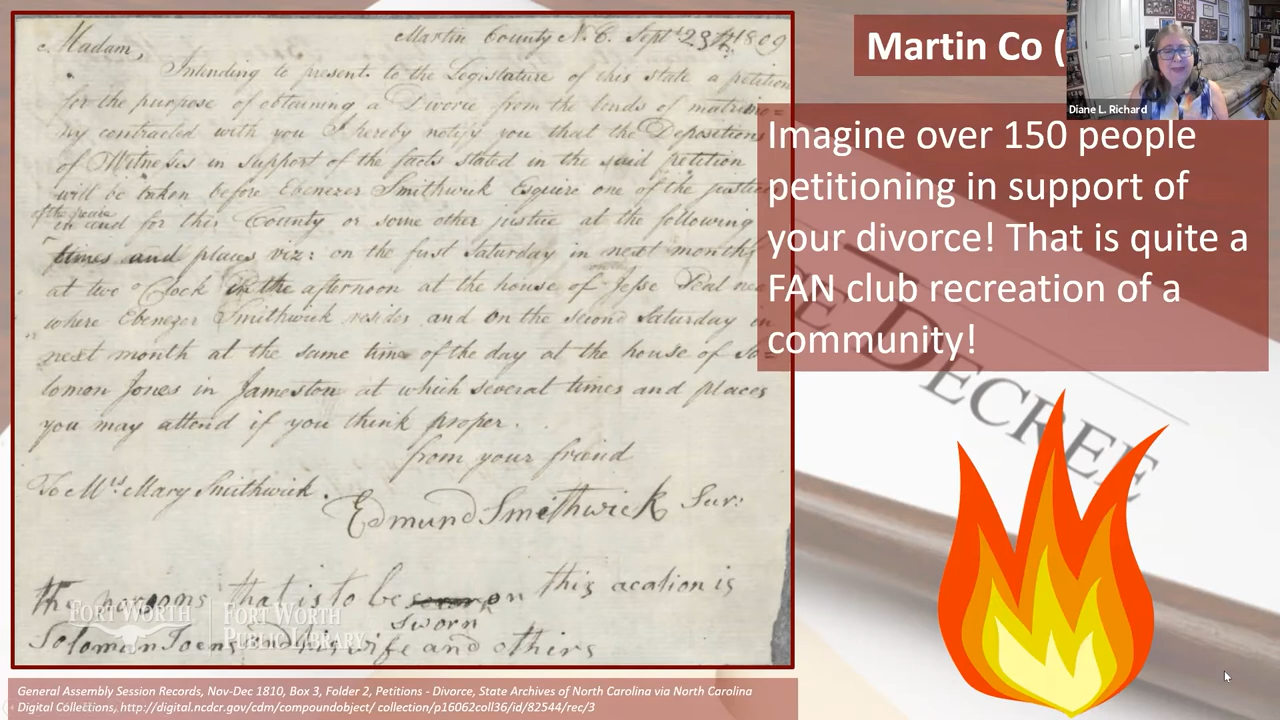 Madam, Martin County N.C. Sept 23th 1809
Intending to present to the Legislature of this state a petition
for the purpose of obtaining a Divorce from the bonds of matrimo=
ny contracted with you I hereby notify you that the Depositions
of Witnesses in support of the facts stated in the said petition
will be taken before Ebenezer Smithwick Esquire one of the justices
of the peace
in and for this County or some other justice at the following
times and places viz: on the first Saturday in next month
at two o Clock in the afternoon at the house of Jesse Peal near
where Ebenezer Smithwick resides and on the second Saturday in
next month at the same time of the day at the house of So=
lomon Jones in Jameston at which several times and places
you may attend if you think proper.
from your friend
To Mrs Mary Smithwick.
Edmund Smithwick Sur:
the persons that is to be on this acation is
sworn
Solomon Joens and his wife and others
FORT WORTH
FORT WORTH
PUBLIC LIBRARY
General Assembly Session Records, Nov-Dec 1810, Box 3, Folder 2, Petitions - Divorce, State Archives of North Carolina via North Carolina
Digital Collections, http://digital.ncdcr.gov/cdm/compoundobject/ collection/p16062coll36/id/82544/rec/3
Martin Co (
Diane L. Richard
Imagine over 150 people
petitioning in support of
your divorce! That is quite a
FAN club recreation of a
community!
DECREE